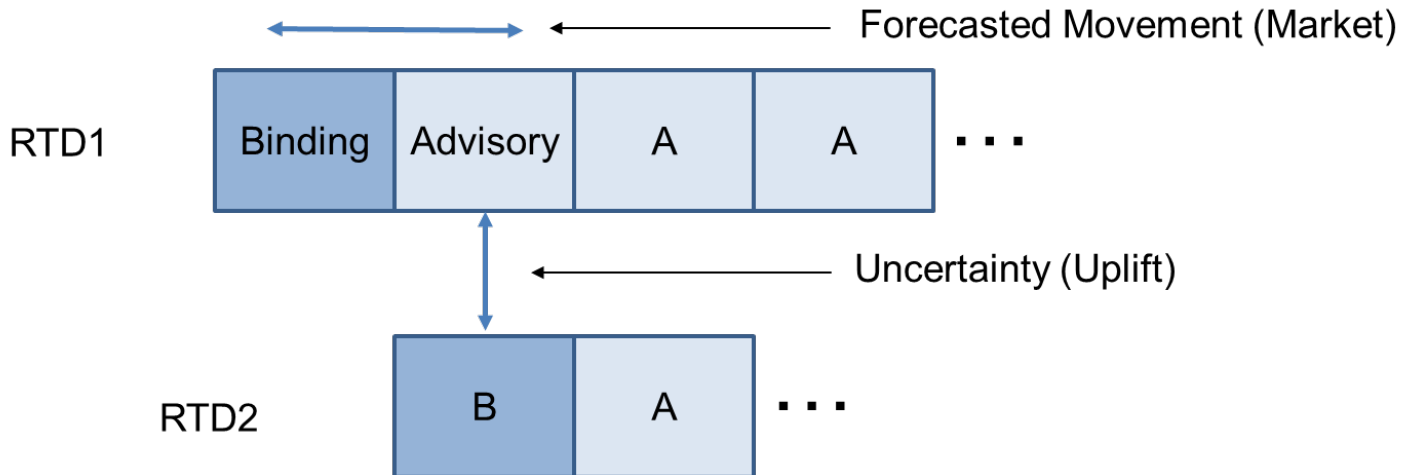 Forecasted Movement (Market)
RTD1
Binding
Advisory
A
A
...
Uncertainty (Uplift)
RTD2
B
A
...